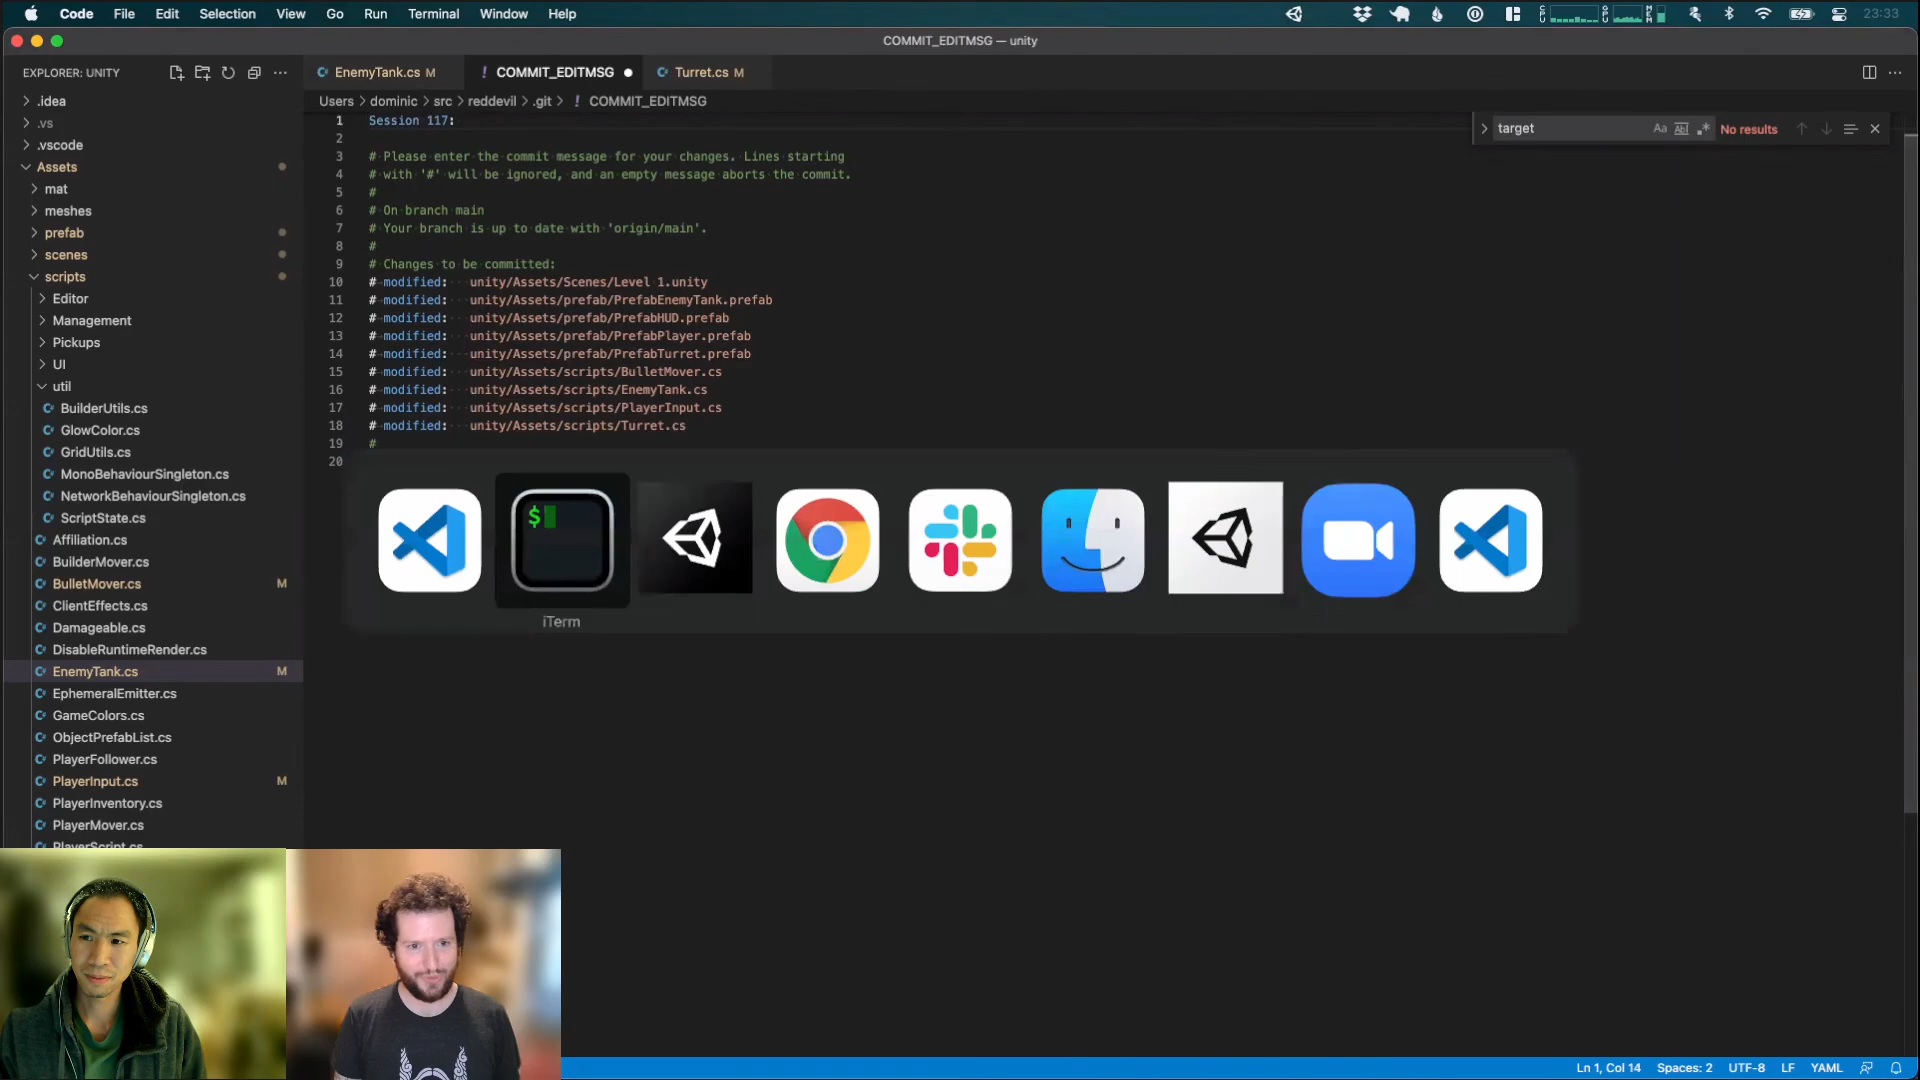 Code File Edit Selection View Go Run Terminal Window Help 23:33
COMMIT_EDITMSG — unity
EXPLORER: UNITY
EnemyTank.cs M
COMMIT_EDITMSG
Turret.cs M
Users > dominic > src > reddevil > .git > ! COMMIT_EDITMSG
target
No results
.idea
.vs
.vscode
Assets
mat
meshes
prefab
scenes
scripts
Editor
Management
Pickups
UI
util
BuilderUtils.cs
GlowColor.cs
GridUtils.cs
MonoBehaviourSingleton.cs
NetworkBehaviourSingleton.cs
ScriptState.cs
Affiliation.cs
BuilderMover.cs
BulletMover.cs M
ClientEffects.cs
Damageable.cs
DisableRuntimeRender.cs
EnemyTank.cs M
EphemeralEmitter.cs
GameColors.cs
ObjectPrefabList.cs
PlayerFollower.cs
PlayerInput.cs M
PlayerInventory.cs
PlayerMover.cs
PlayerScript.cs
1 Session 117:
2
3 # Please enter the commit message for your changes. Lines starting
4 # with '#' will be ignored, and an empty message aborts the commit.
5 #
6 # On branch main
7 # Your branch is up to date with 'origin/main'.
8 #
9 # Changes to be committed:
10 # modified: unity/Assets/Scenes/Level 1.unity
11 # modified: unity/Assets/prefab/PrefabEnemyTank.prefab
12 # modified: unity/Assets/prefab/PrefabHUD.prefab
13 # modified: unity/Assets/prefab/PrefabPlayer.prefab
14 # modified: unity/Assets/prefab/PrefabTurret.prefab
15 # modified: unity/Assets/scripts/BulletMover.cs
16 # modified: unity/Assets/scripts/EnemyTank.cs
17 # modified: unity/Assets/scripts/PlayerInput.cs
18 # modified: unity/Assets/scripts/Turret.cs
19 #
20
$
iTerm
Ln 1, Col 14 Spaces: 2 UTF-8 LF YAML